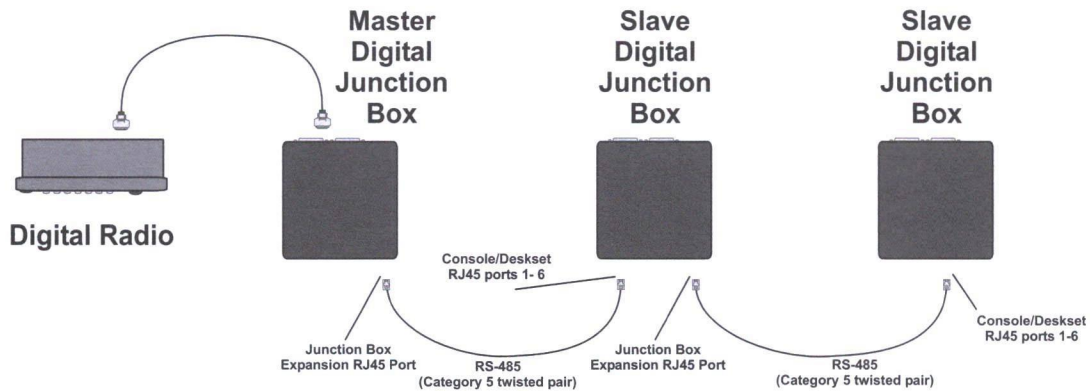 Master
Digital
Junction
Box
Slave
Digital
Junction
Box
Slave
Digital
Junction
Box
Digital Radio
Console/Deskset
RJ45 ports 1- 6
Junction Box
Expansion RJ45 Port
RS-485
(Category 5 twisted pair)
Junction Box
Expansion RJ45 Port
RS-485
(Category 5 twisted pair)
Console/Deskset
RJ45 ports 1-6